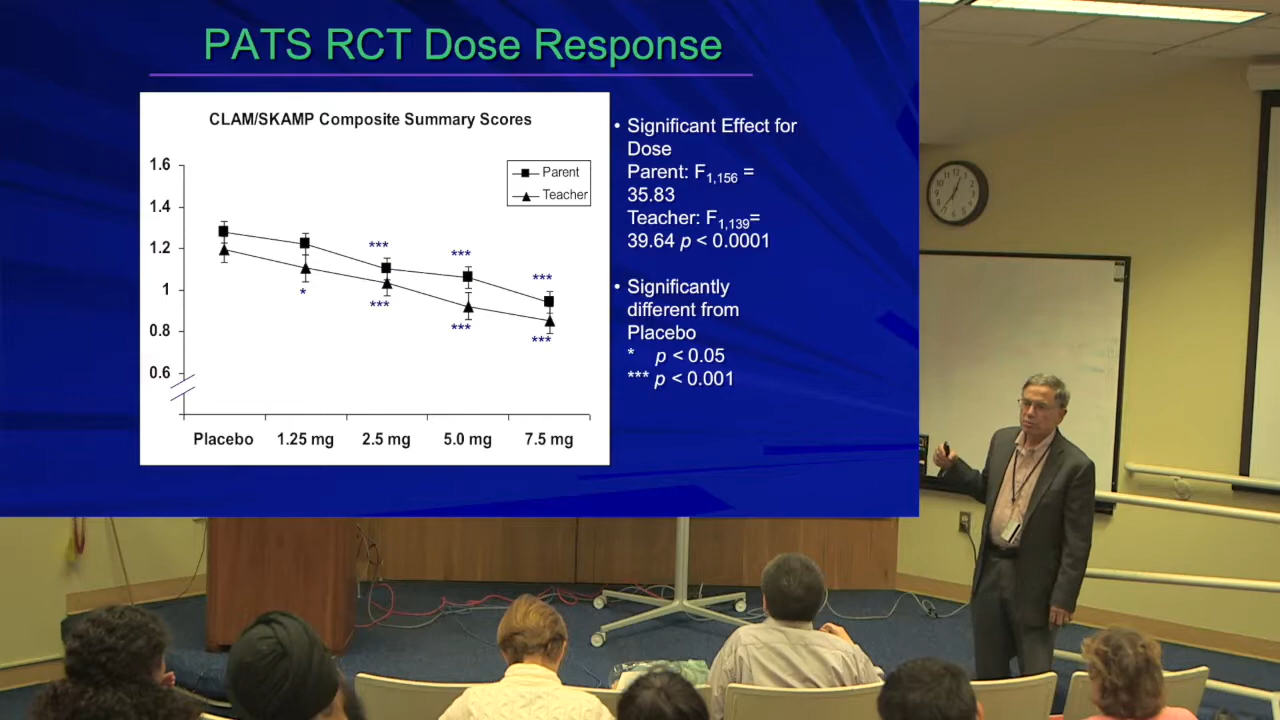 PATS RCT Dose Response
CLAM/SKAMP Composite Summary Scores
1.6
1.4
1.2
1
0.8
0.6
Parent
Teacher
***
***
***
*
***
***
***
Placebo
1.25 mg
2.5 mg
5.0 mg
7.5 mg
• Significant Effect for
Dose
Parent: F1,156 =
35.83
Teacher: F1,139=
39.64 p < 0.0001
• Significantly
different from
Placebo
* p < 0.05
*** p < 0.001